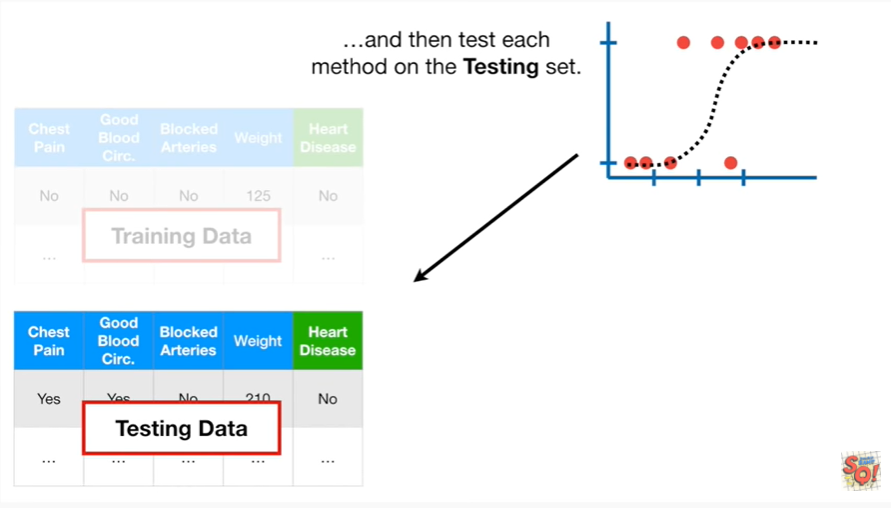 …and then test each
method on the Testing set.
Chest Pain Good Blood Circ. Blocked Arteries Weight Heart Disease
No No No 125 No
Training Data
… …
Chest Pain Good Blood Circ. Blocked Arteries Weight Heart Disease
Yes Yes No 210 No
Testing Data
… … … … …
SQ!